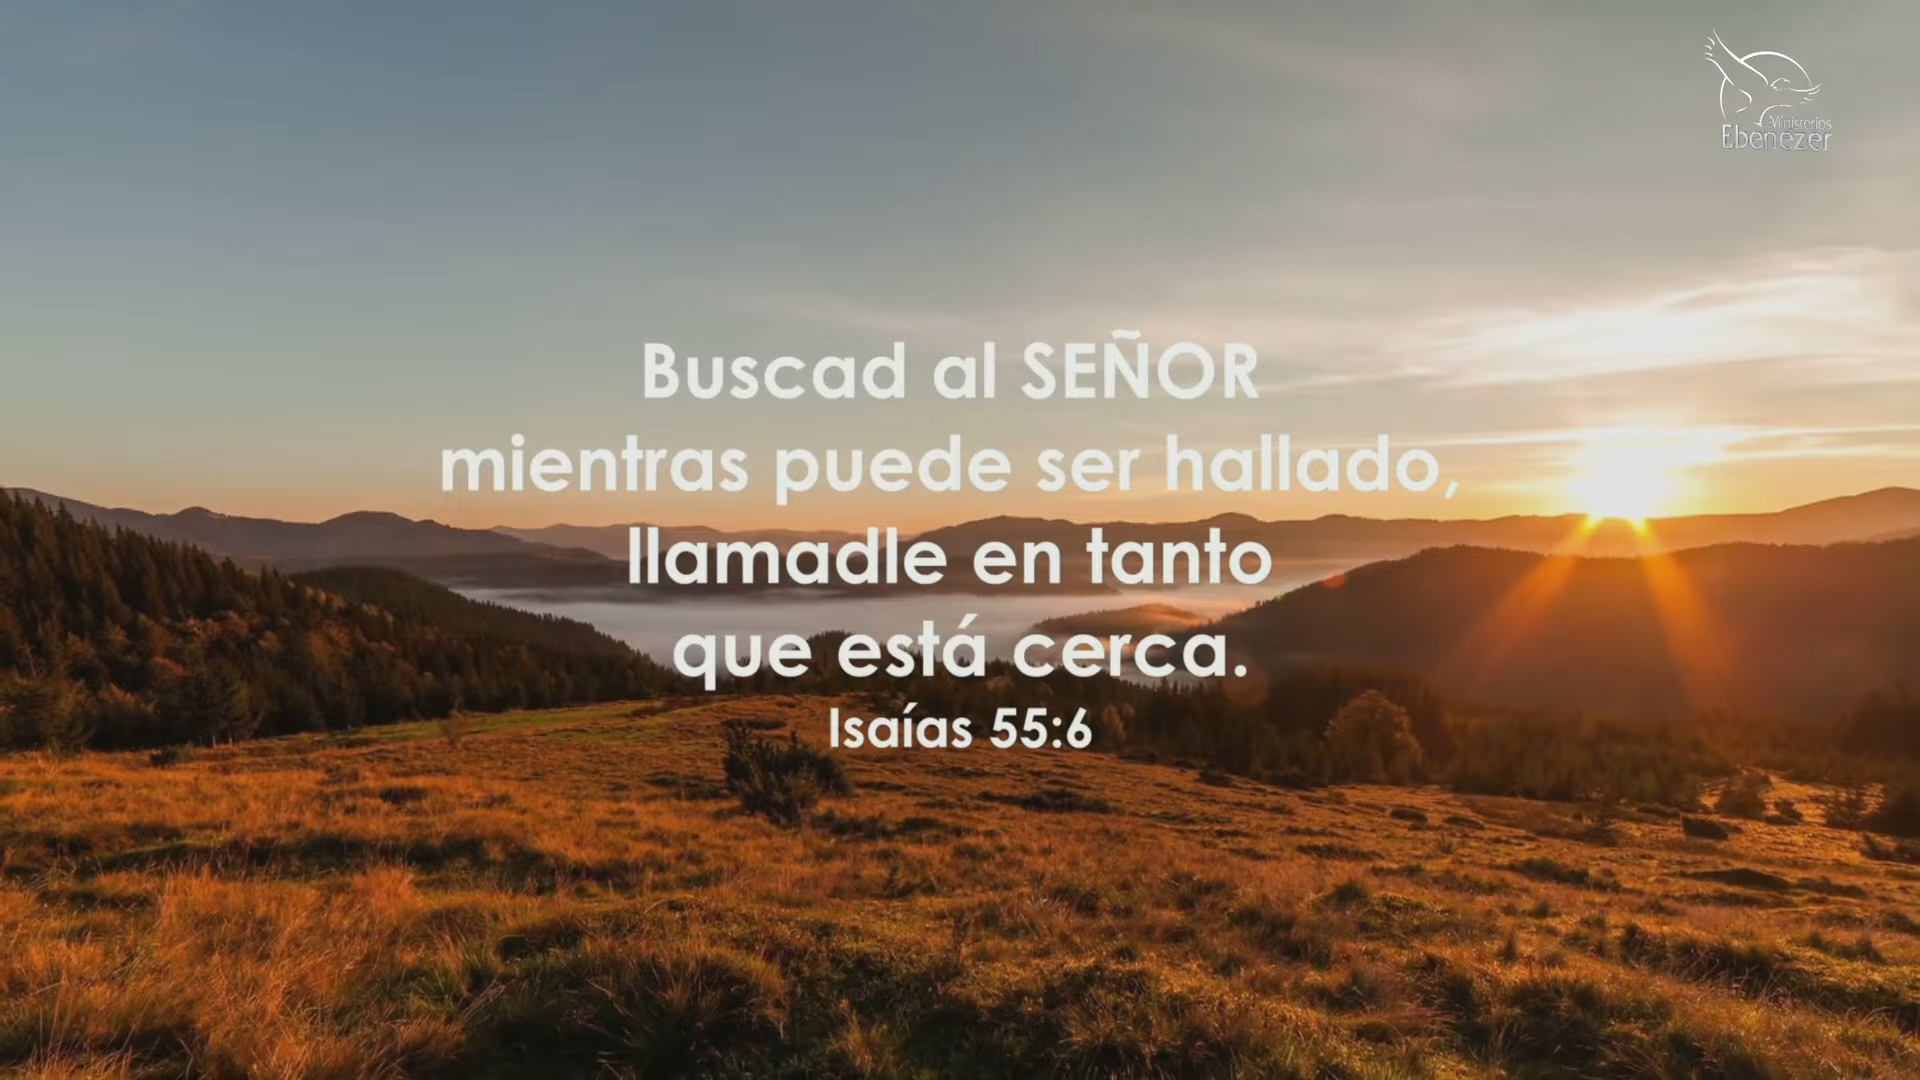 Ministerios
Ebenezer
Buscad al SEÑOR
mientras puede ser hallado,
llamadle en tanto
que está cerca.
Isaías 55:6